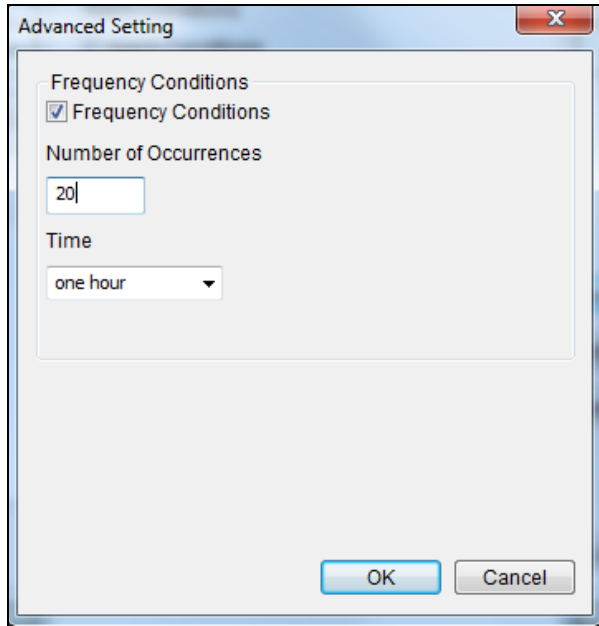 Advanced Setting
Frequency Conditions
Frequency Conditions
Number of Occurrences
20
Time
one hour
OK
Cancel